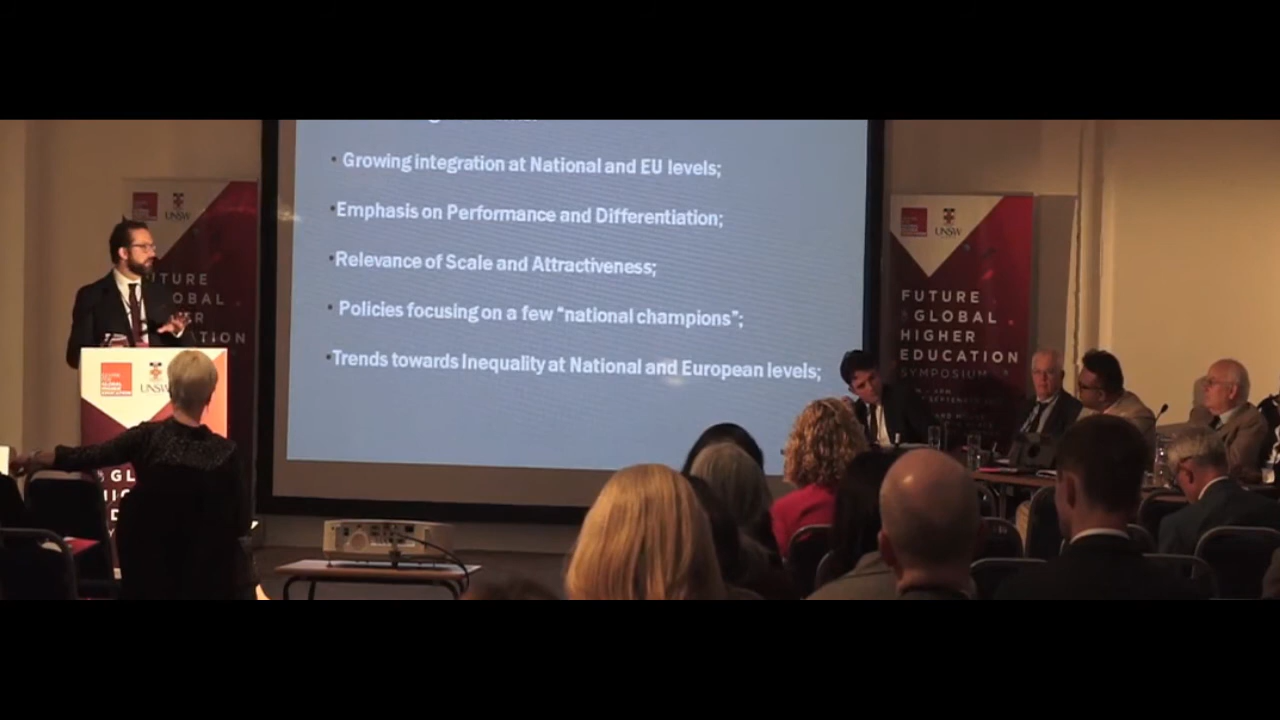 • Growing integration at National and EU levels;
•Emphasis on Performance and Differentiation;
•Relevance of Scale and Attractiveness;
• Policies focusing on a few “national champions”;
•Trends towards Inequality at National and European levels;
UNSW
UNSW
UNSW
FUTURE
GLOBAL
HIGHER
EDUCATION
SYMPOSIUM